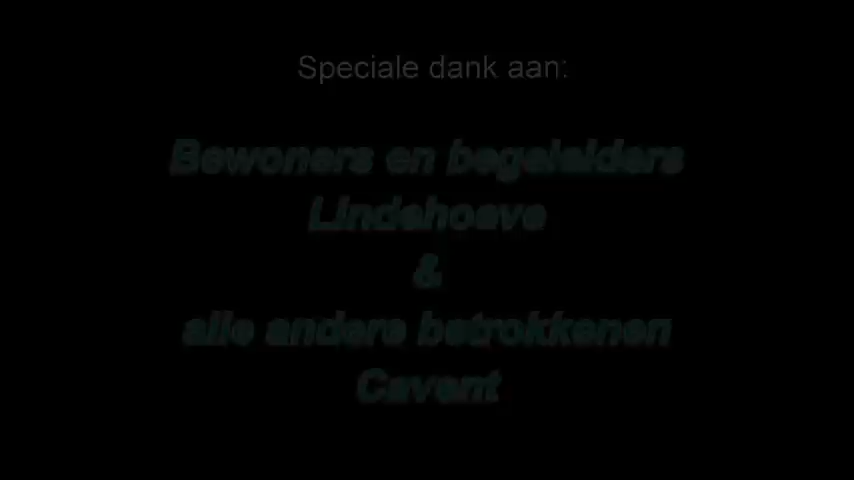 Speciale dank aan:
Bewoners en begeleiders
Lindehoeve
&
alle andere betrokkenen
Cavent